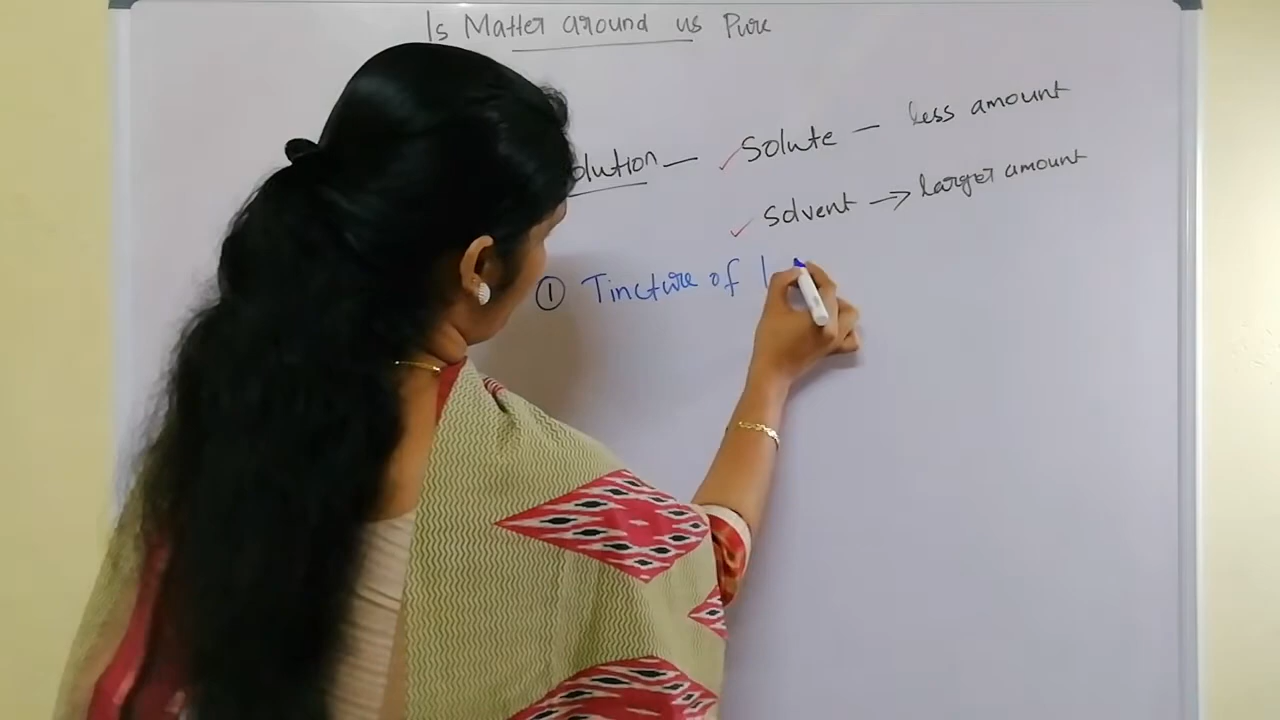 Is Matter around us Pure
olution — Solute — less amount
Solvent → larger amount
① Tincture of I